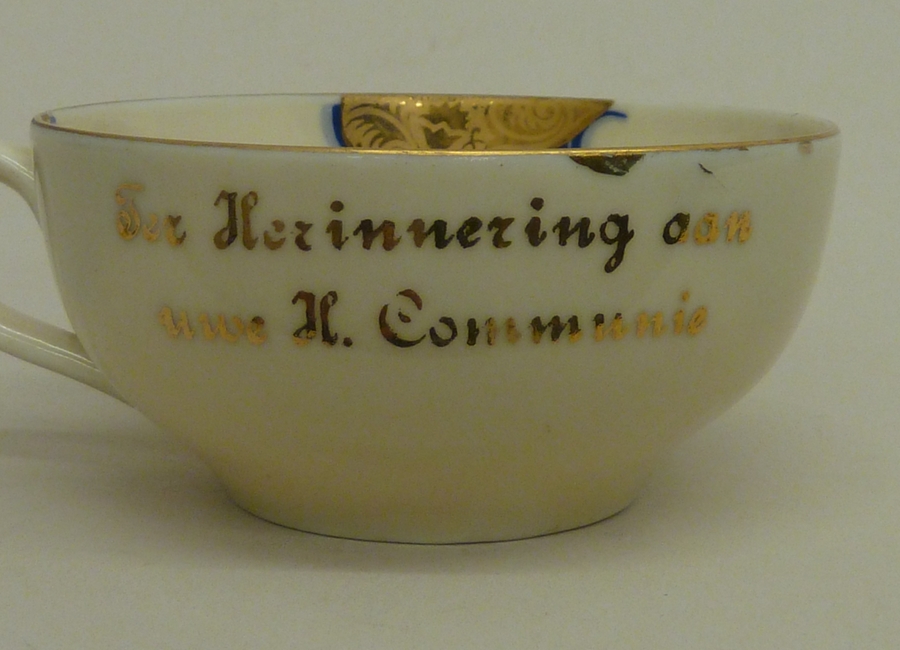 Ter Herinnering aan
uwe H. Communie